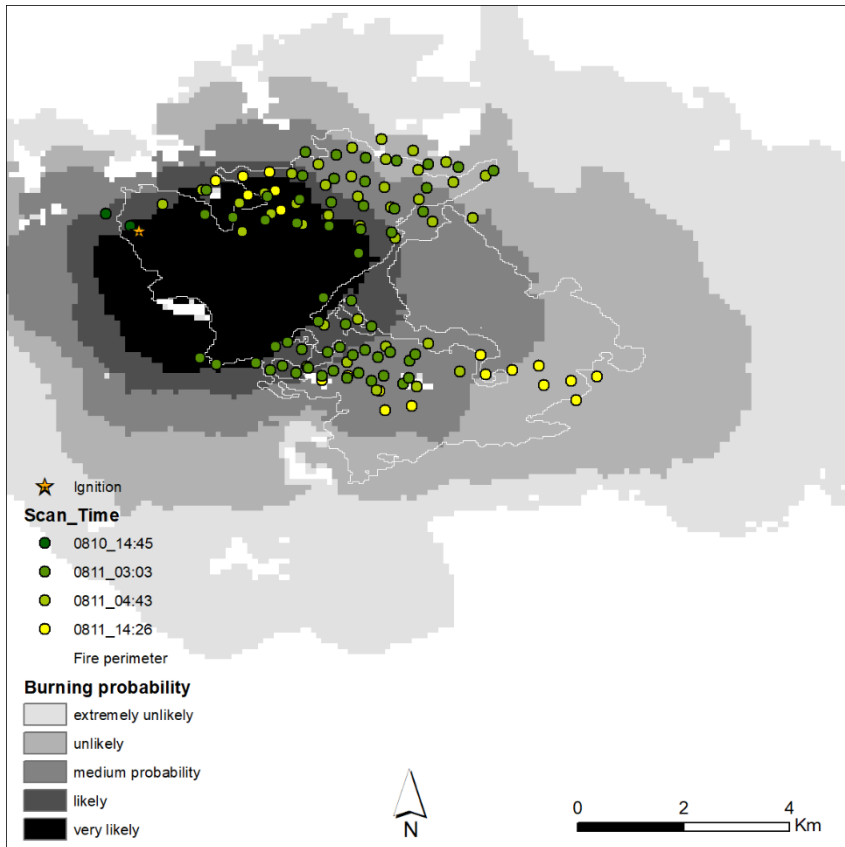 Ignition
Scan_Time
0810_14:45
0811_03:03
0811_04:43
0811_14:26
Fire perimeter
Burning probability
extremely unlikely
unlikely
medium probability
likely
very likely
N
0 2 4
Km